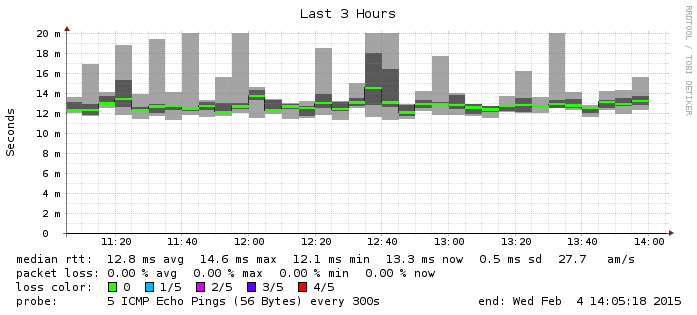 Last 3 Hours
RRDTOOL / TOBI OETIKER
Seconds
20 m
18 m
16 m
14 m
12 m
10 m
8 m
6 m
4 m
2 m
0
11:20 11:40 12:00 12:20 12:40 13:00 13:20 13:40 14:00
median rtt: 12.8 ms avg 14.6 ms max 12.1 ms min 13.3 ms now 0.5 ms sd 27.7 am/s
packet loss: 0.00 % avg 0.00 % max 0.00 % min 0.00 % now
loss color: 0 1/5 2/5 3/5 4/5
probe: 5 ICMP Echo Pings (56 Bytes) every 300s end: Wed Feb 4 14:05:18 2015